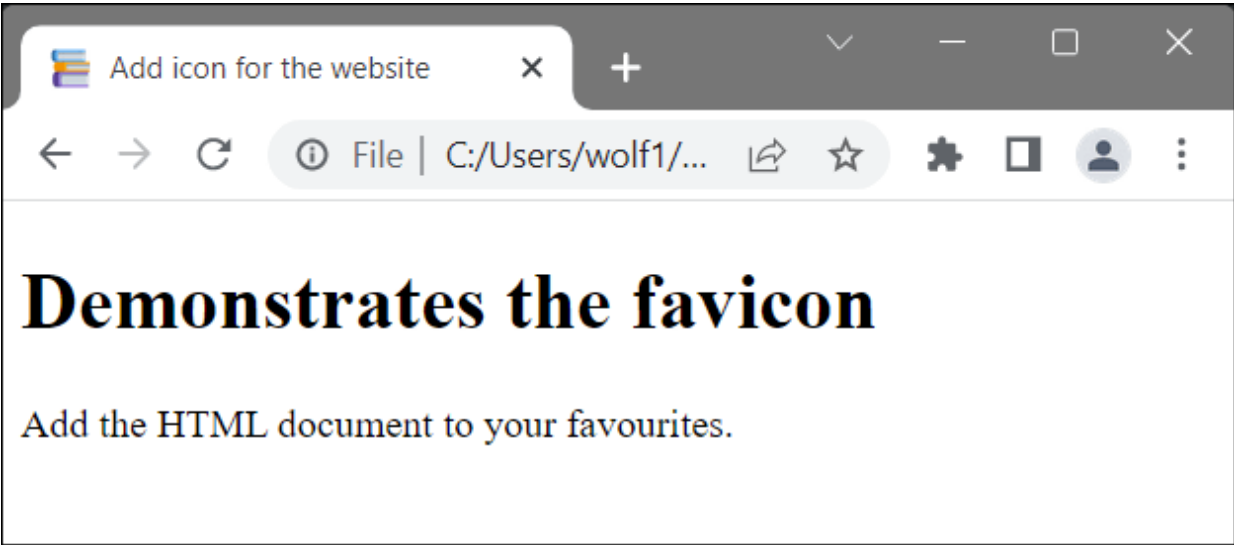 Add icon for the website
File | C:/Users/wolf1/...
Demonstrates the favicon
Add the HTML document to your favourites.